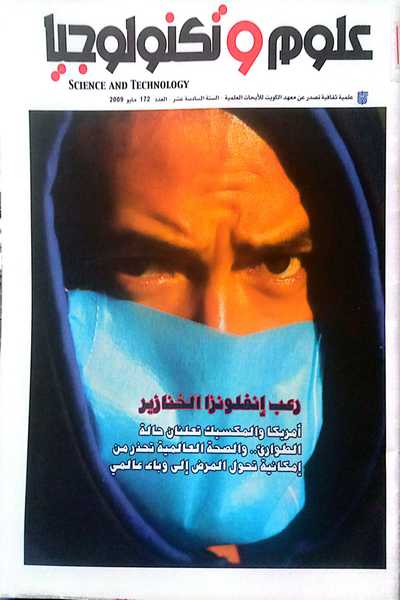 علوم وتكنولوجيا
SCIENCE AND TECHNOLOGY
علمية ثقافية تصدر عن معهد الكويت للأبحاث العلمية - السنة السادسة عشر - العدد 172 مايو 2009
رعب إنفلونزا الخنازير
أمريكا والمكسيك تعلنان حالة
الطوارئ.. والصحة العالمية تحذر من
إمكانية تحول المرض إلى وباء عالمي